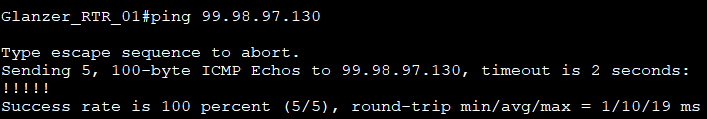 Glanzer_RTR_01#ping 99.98.97.130
Type escape sequence to abort.
Sending 5, 100-byte ICMP Echos to 99.98.97.130, timeout is 2 seconds:
!!!!!
Success rate is 100 percent (5/5), round-trip min/avg/max = 1/10/19 ms